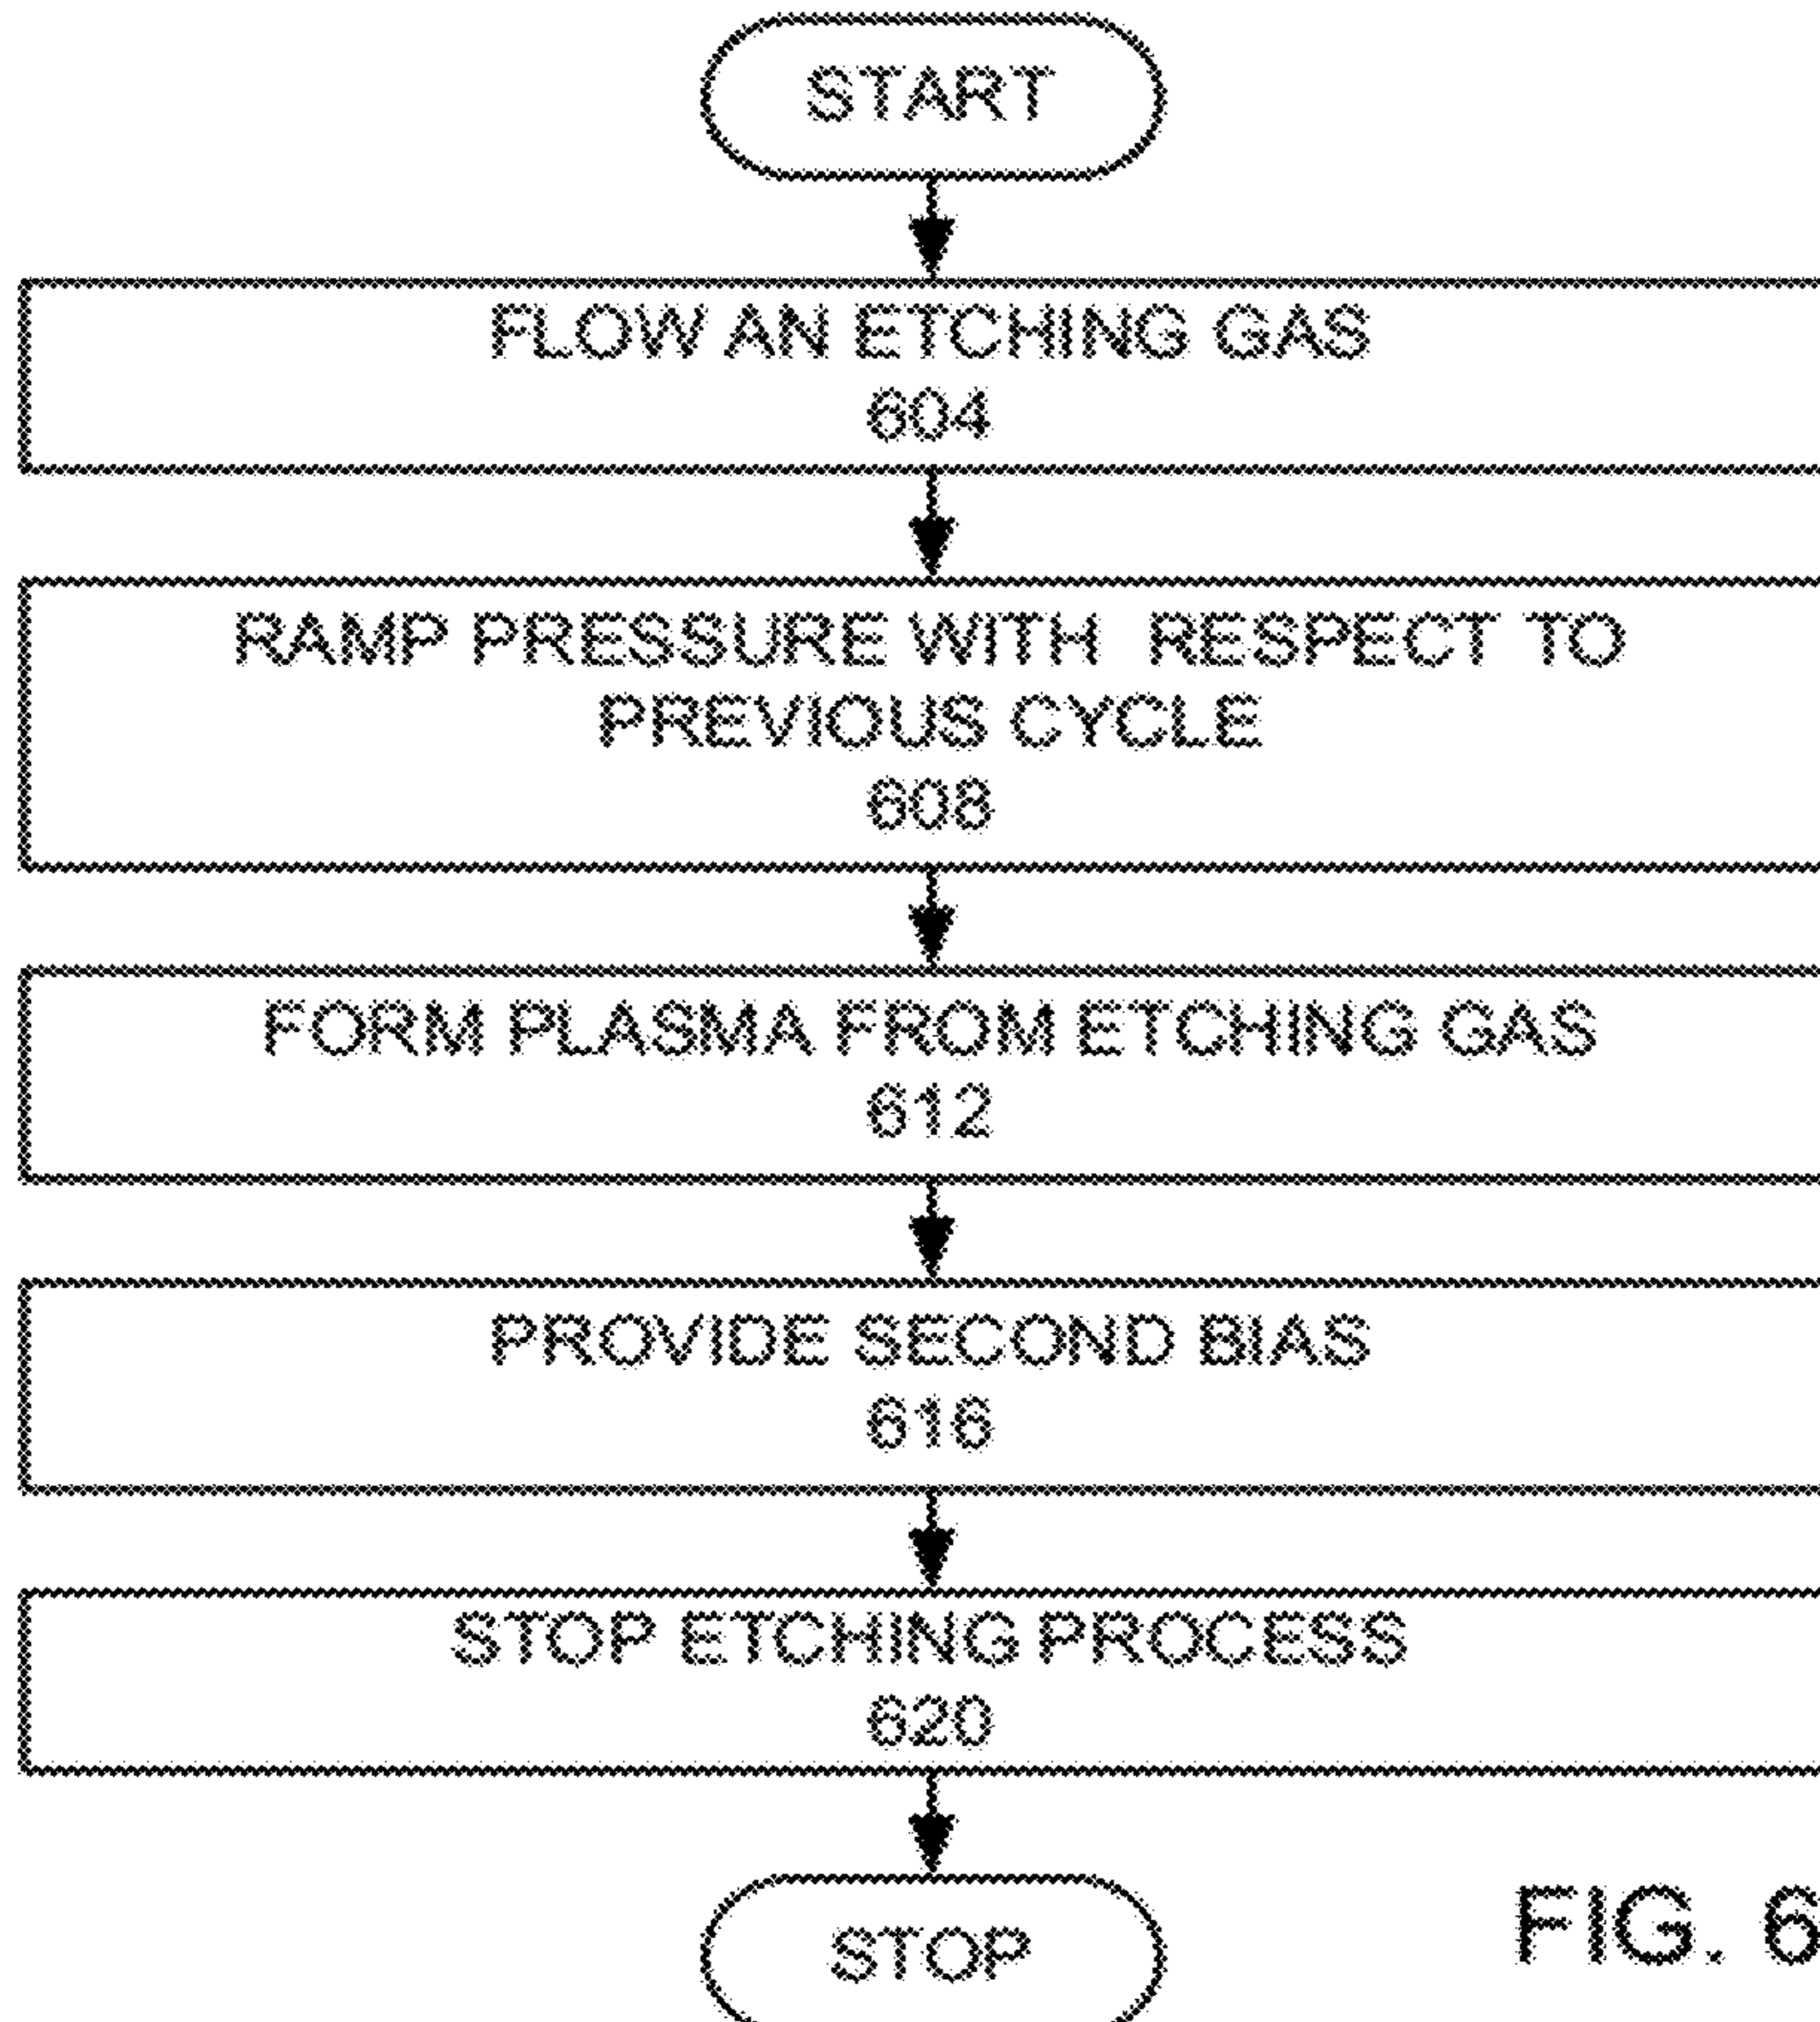 START
FLOW AN ETCHING GAS
604
RAMP PRESSURE WITH RESPECT TO
PREVIOUS CYCLE
608
FORM PLASMA FROM ETCHING GAS
612
PROVIDE SECOND BIAS
616
STOP ETCHING PROCESS
620
STOP
FIG. 6